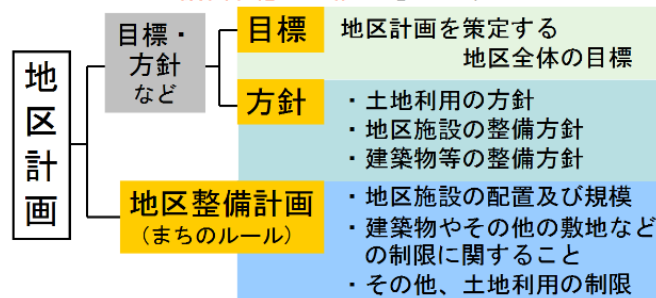 地区計画
目標・
方針
など
目標
地区計画を策定する
地区全体の目標
方針
・土地利用の方針
・地区施設の整備方針
・建築物等の整備方針
地区整備計画
（まちのルール）
・地区施設の配置及び規模
・建築物やその他の敷地など
の制限に関すること
・その他、土地利用の制限